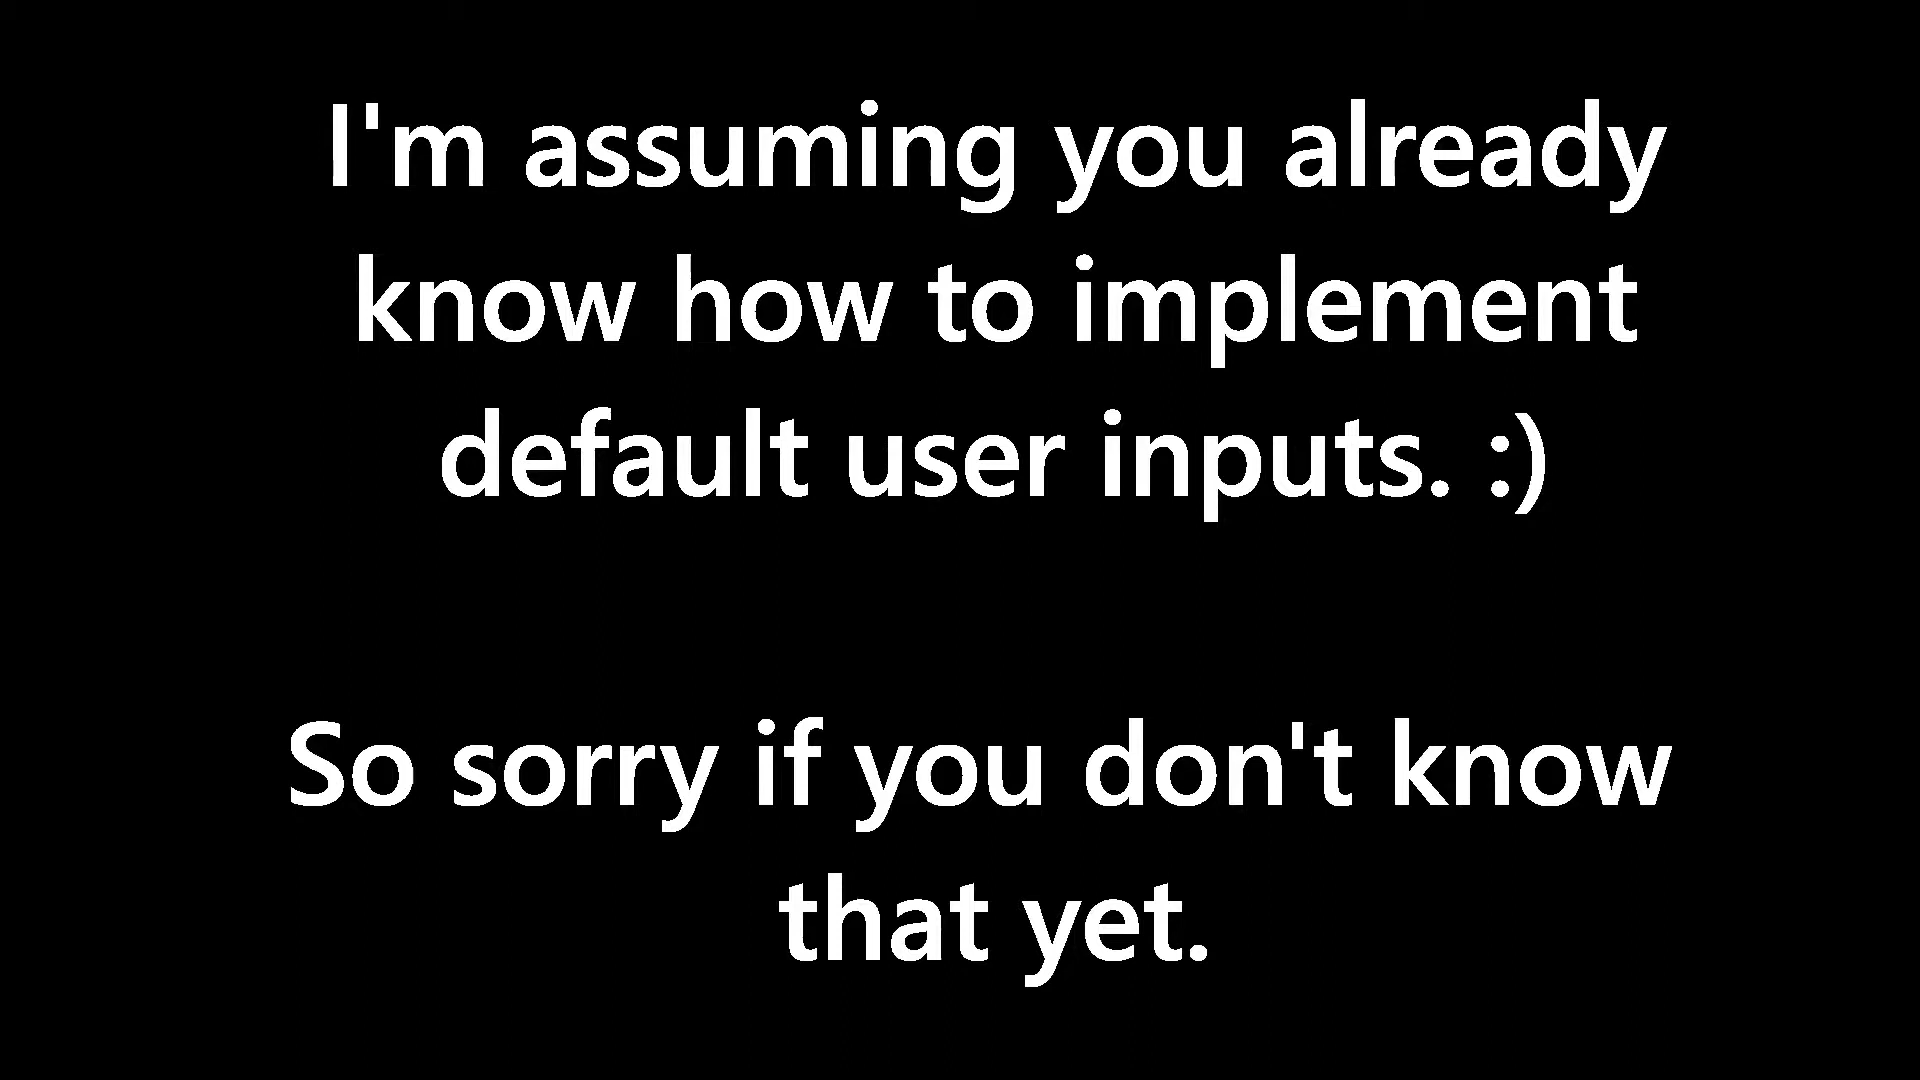 I'm assuming you already
know how to implement
default user inputs. :)
So sorry if you don't know
that yet.